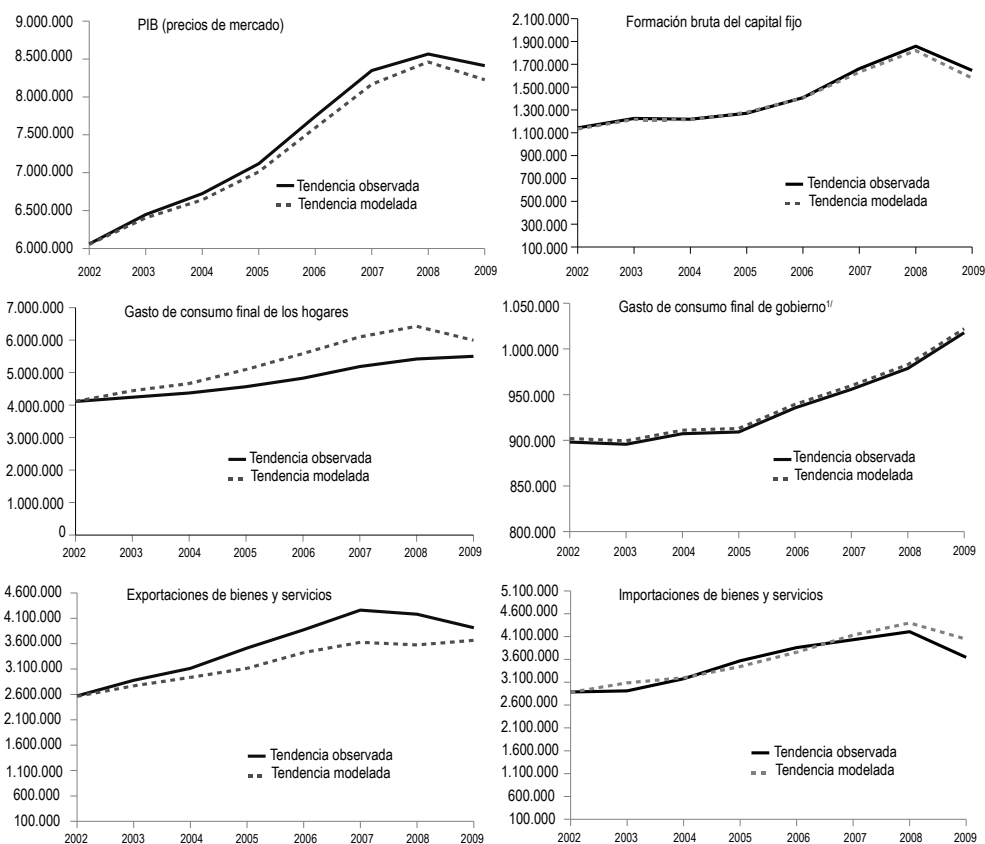 PIB (precios de mercado)
9.000.000
8.500.000
8.000.000
7.500.000
7.000.000
6.500.000
6.000.000
Tendencia observada
Tendencia modelada
2002 2003 2004 2005 2006 2007 2008 2009
Formación bruta del capital fijo
2.100.000
1.900.000
1.700.000
1.500.000
1.300.000
1.100.000
900.000
700.000
500.000
300.000
100.000
Tendencia observada
Tendencia modelada
2002 2003 2004 2005 2006 2007 2008 2009
Gasto de consumo final de los hogares
7.000.000
6.000.000
5.000.000
4.000.000
3.000.000
2.000.000
1.000.000
0
Tendencia observada
Tendencia modelada
2002 2003 2004 2005 2006 2007 2008 2009
Gasto de consumo final de gobierno1/
1.050.000
1.000.000
950.000
900.000
850.000
800.000
Tendencia observada
Tendencia modelada
2002 2003 2004 2005 2006 2007 2008 2009
Exportaciones de bienes y servicios
4.600.000
4.100.000
3.600.000
3.100.000
2.600.000
2.100.000
1.600.000
1.100.000
600.000
100.000
Tendencia observada
Tendencia modelada
2002 2003 2004 2005 2006 2007 2008 2009
Importaciones de bienes y servicios
5.100.000
4.600.000
4.100.000
3.600.000
3.100.000
2.600.000
2.100.000
1.600.000
1.100.000
600.000
100.000
Tendencia observada
Tendencia modelada
2002 2003 2004 2005 2006 2007 2008 2009